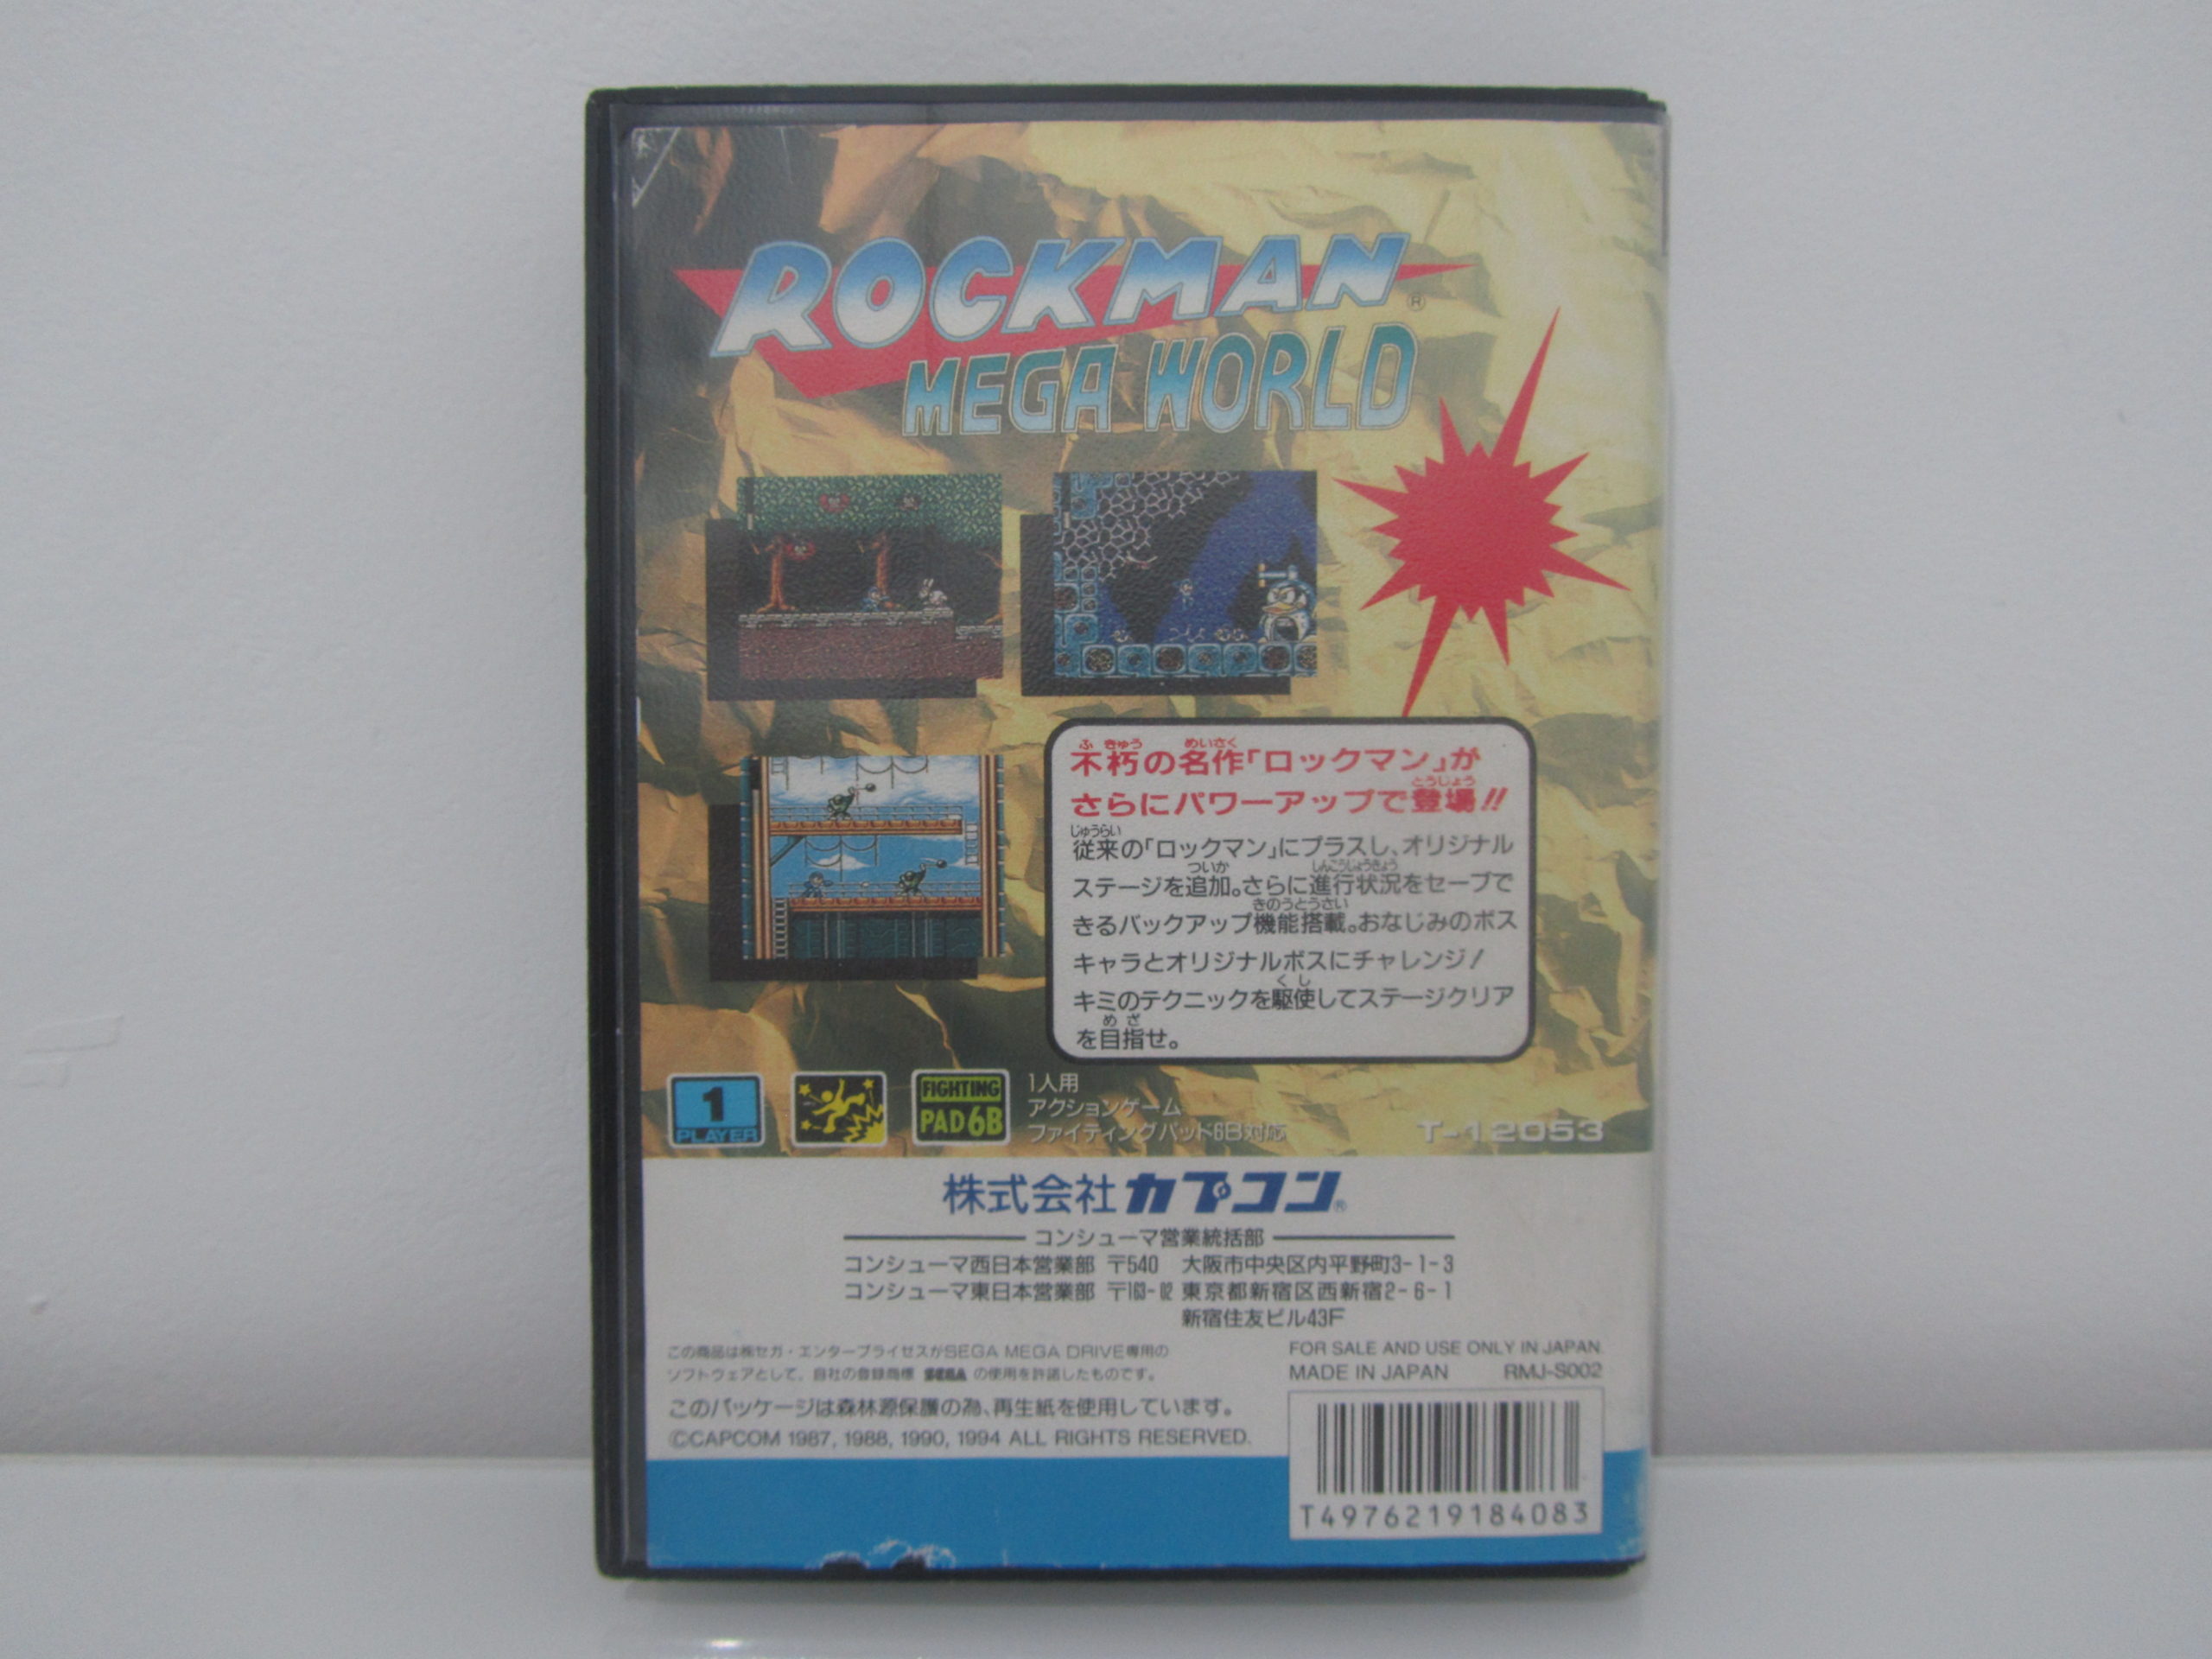 ROCKMAN®
MEGA WORLD
不朽の名作「ロックマン」が
さらにパワーアップで登場!!
従来の「ロックマン」にプラスし、オリジナル
ステージを追加。さらに進行状況をセーブで
きるバックアップ機能搭載。おなじみのボス
キャラとオリジナルボスにチャレンジ!
キミのテクニックを駆使してステージクリア
を目指せ。
1
PLAYER
FIGHTING
PAD 6B
1人用
アクションゲーム
ファイティングパッド6B対応
T-12053
株式会社カプコン®
コンシューマ営業統括部
コンシューマ西日本営業部 〒540 大阪市中央区内平野町3-1-3
コンシューマ東日本営業部 〒163-02 東京都新宿区西新宿2-6-1
新宿住友ビル43F
この商品は㈱セガ・エンタープライゼスがSEGA MEGA DRIVE専用の
ソフトウェアとして、自社の登録商標 SEGA の使用を許諾したものです。
このパッケージは森林源保護の為、再生紙を使用しています。
©CAPCOM 1987, 1988, 1990, 1994 ALL RIGHTS RESERVED.
FOR SALE AND USE ONLY IN JAPAN
MADE IN JAPAN RMJ-S002
T4976219184083